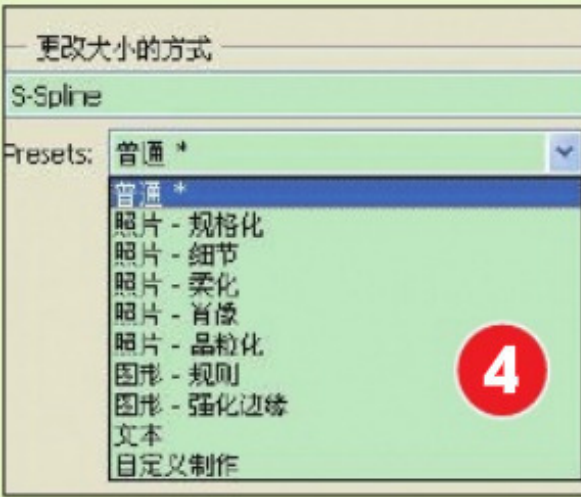 更改大小的方式
S-Spline
Presets: 普通 *
普通 *
照片 - 规格化
照片 - 细节
照片 - 柔化
照片 - 肖像
照片 - 晶粒化
图形 - 规则
图形 - 强化边缘
文本
自定义制作
4